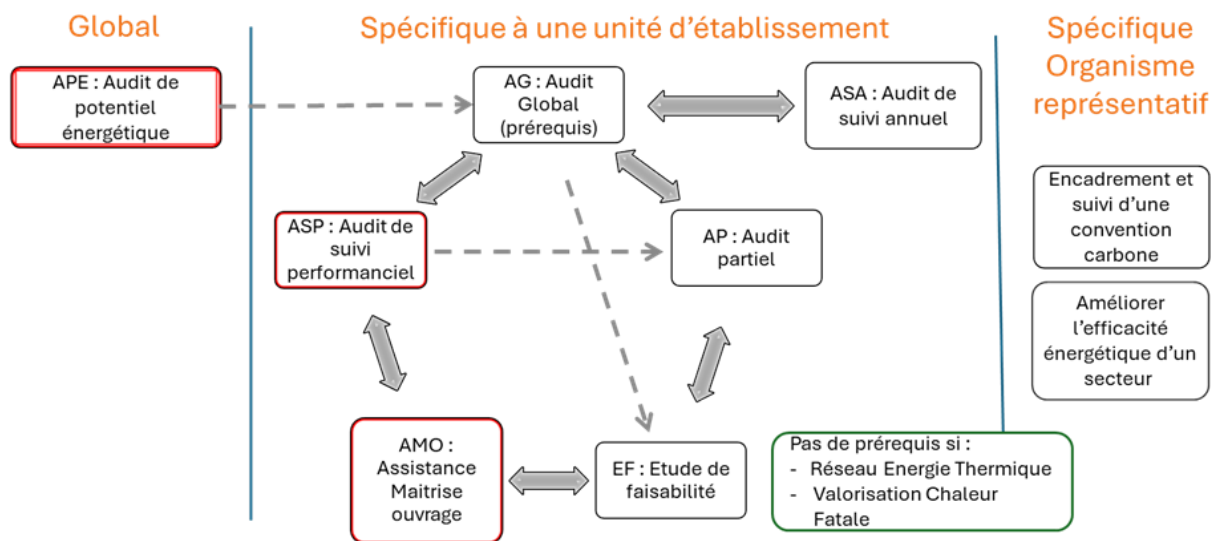 Global
APE : Audit de
potentiel
énergétique
Spécifique à une unité d’établissement
AG : Audit
Global
(prérequis)
ASA : Audit de
suivi annuel
ASP : Audit de
suivi
performanciel
AP : Audit
partiel
AMO :
Assistance
Maitrise
ouvrage
EF : Etude de
faisabilité
Pas de prérequis si :
- Réseau Energie Thermique
- Valorisation Chaleur
Fatale
Spécifique
Organisme
représentatif
Encadrement et
suivi d’une
convention
carbone
Améliorer
l’efficacité
énergétique d’un
secteur